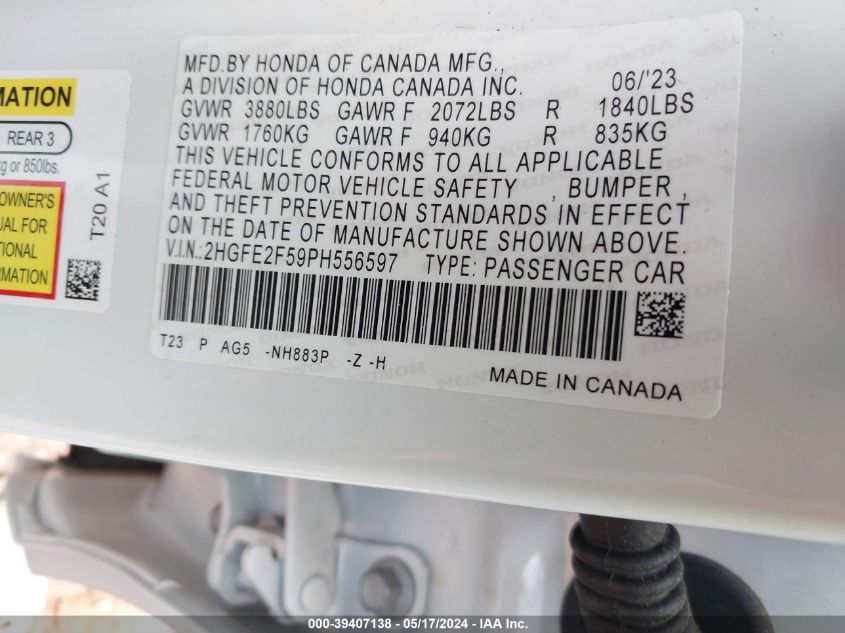 MATION
REAR 3
kg or 850lbs.
OWNER'S
UAL FOR
TIONAL
RMATION
T20 A1
MFD.BY HONDA OF CANADA MFG.,
A DIVISION OF HONDA CANADA INC. 06/'23
GVWR 3880LBS GAWR F 2072LBS R 1840LBS
GVWR 1760KG GAWR F 940KG R 835KG
THIS VEHICLE CONFORMS TO ALL APPLICABLE
FEDERAL MOTOR VEHICLE SAFETY , BUMPER ,
AND THEFT PREVENTION STANDARDS IN EFFECT
ON THE DATE OF MANUFACTURE SHOWN ABOVE.
V.I.N.:2HGFE2F59PH556597 TYPE: PASSENGER CAR
T23 P AG5 -NH883P -Z -H
MADE IN CANADA
000-39407138 - 05/17/2024 - IAA Inc.